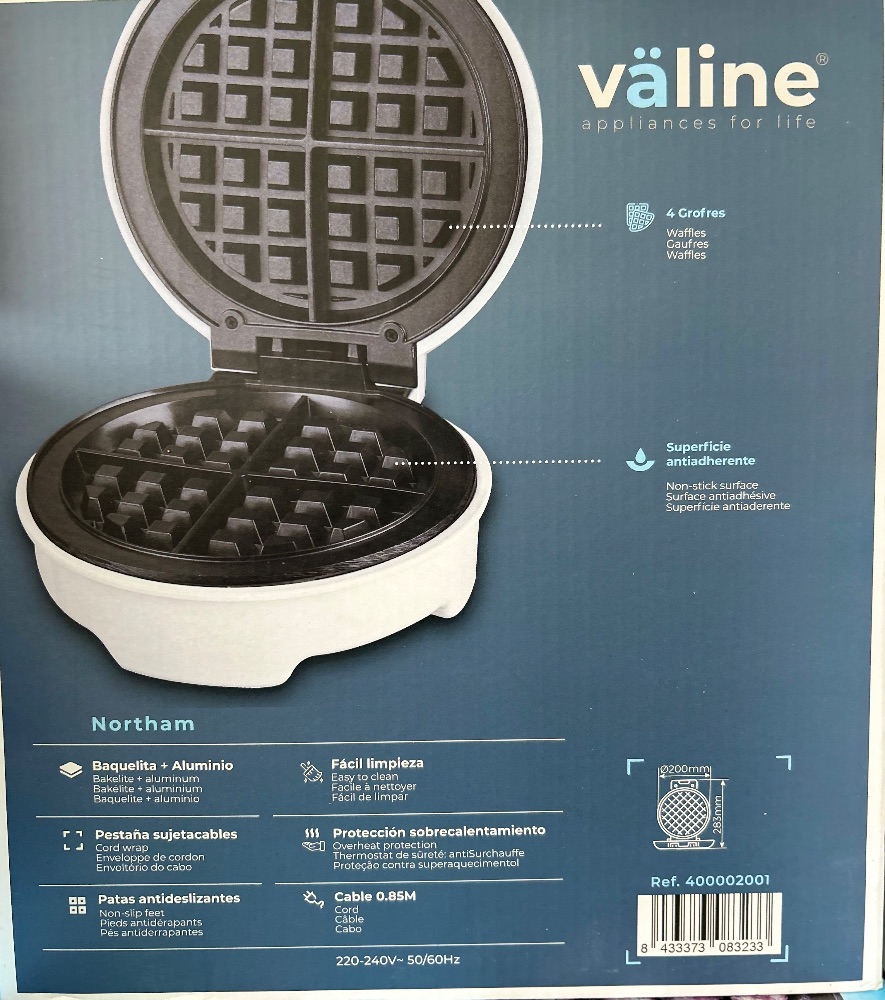 väline®
appliances for life
4 Grofres
Waffles
Gaufres
Waffles
Superficie
antiadherente
Non-stick surface
Surface antiadhésive
Superfície antiaderente
Northam
Baquelita + Aluminio
Bakelite + aluminum
Bakélite + aluminium
Baquelite + alumínio
Fácil limpieza
Easy to clean
Facile à nettoyer
Fácil de limpar
Pestaña sujetacables
Cord wrap
Enveloppe de cordon
Envoltório do cabo
Protección sobrecalentamiento
Overheat protection
Thermostat de sûreté: antiSurchauffe
Proteção contra superaquecimentol
Patas antideslizantes
Non-slip feet
Pieds antidérapants
Pés antiderrapantes
Cable 0.85M
Cord
Câble
Cabo
220-240V~ 50/60Hz
Ø200mm
283mm
Ref. 400002001
8 433373 083233